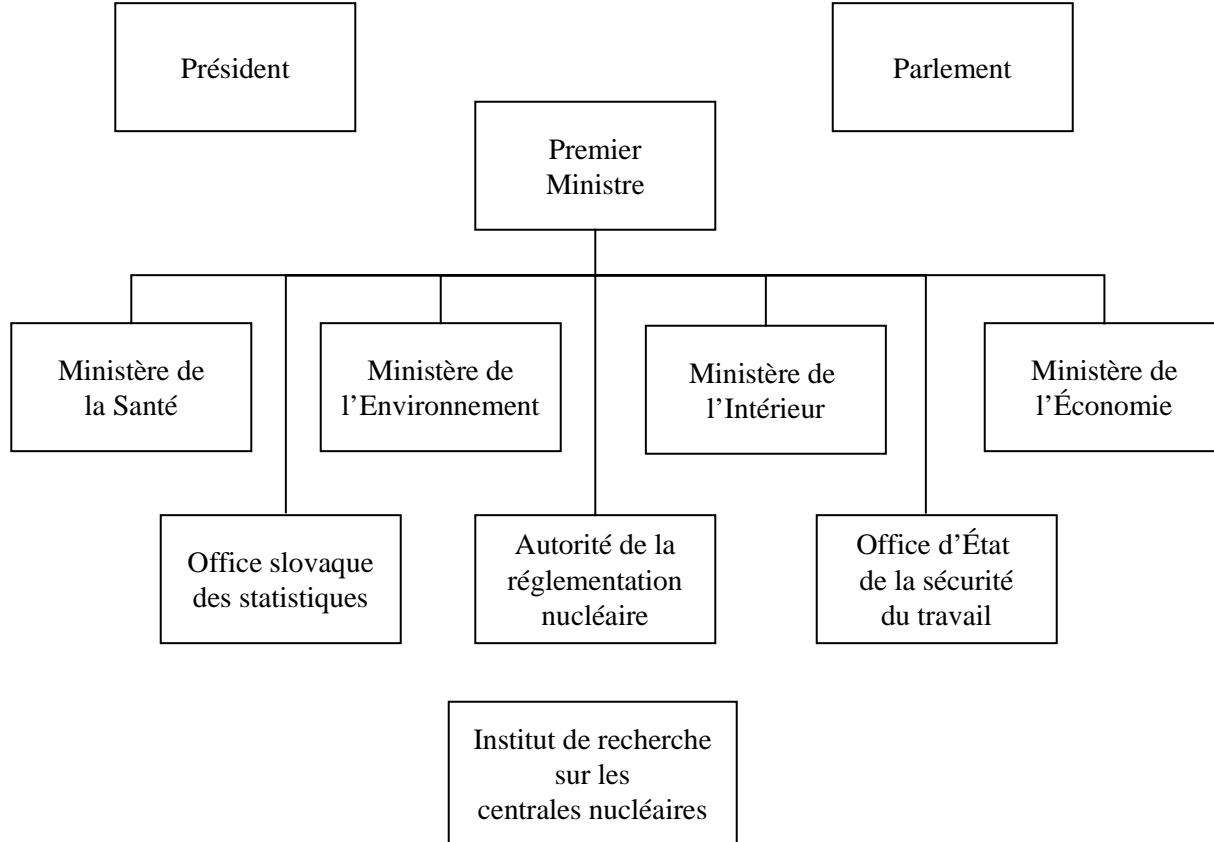 Président
Parlement
Premier
Ministre
Ministère de
la Santé
Ministère de
l’Environnement
Ministère de
l’Intérieur
Ministère de
l’Économie
Office slovaque
des statistiques
Autorité de la
réglementation
nucléaire
Office d’État
de la sécurité
du travail
Institut de recherche
sur les
centrales nucléaires